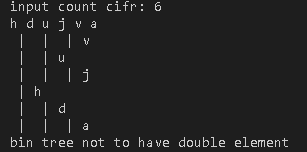 input count cifr: 6
h d u j v a
 |   |   | v
 |   | u
 |   |   | j
 | h
 |   | d
 |   |   | a
bin tree not to have double element